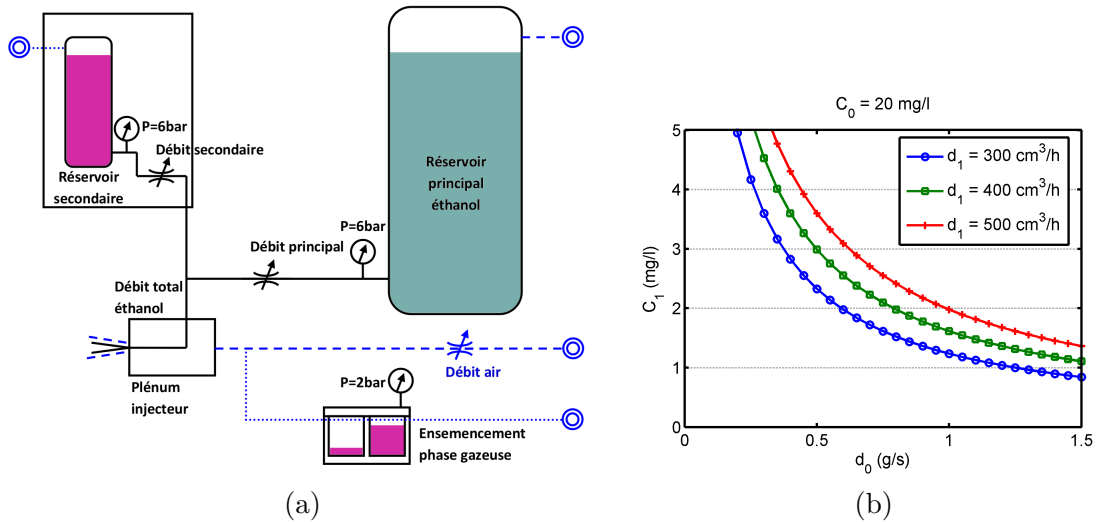 P=6bar
Débit secondaire
Réservoir
secondaire
Réservoir
principal
éthanol
P=6bar
Débit principal
Débit total
éthanol
Débit air
Plénum
injecteur
P=2bar
Ensemencement
phase gazeuse
(a)
C₀ = 20 mg/l
5
4
3
2
1
0
C₁ (mg/l)
d₁ = 300 cm³/h
d₁ = 400 cm³/h
d₁ = 500 cm³/h
0
0.5
1
1.5
d₀ (g/s)
(b)